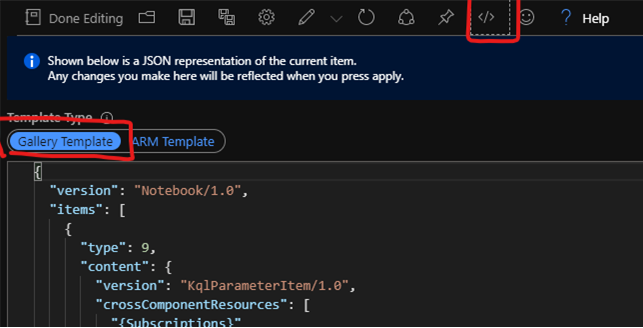 Done Editing
</>
?
Help
Shown below is a JSON representation of the current item.
Any changes you make here will be reflected when you press apply.
Template Type
Gallery Template
ARM Template
{
"version": "Notebook/1.0",
"items": [
{
"type": 9,
"content": {
"version": "KqlParameterItem/1.0",
"crossComponentResources": [
"{Subscriptions}"